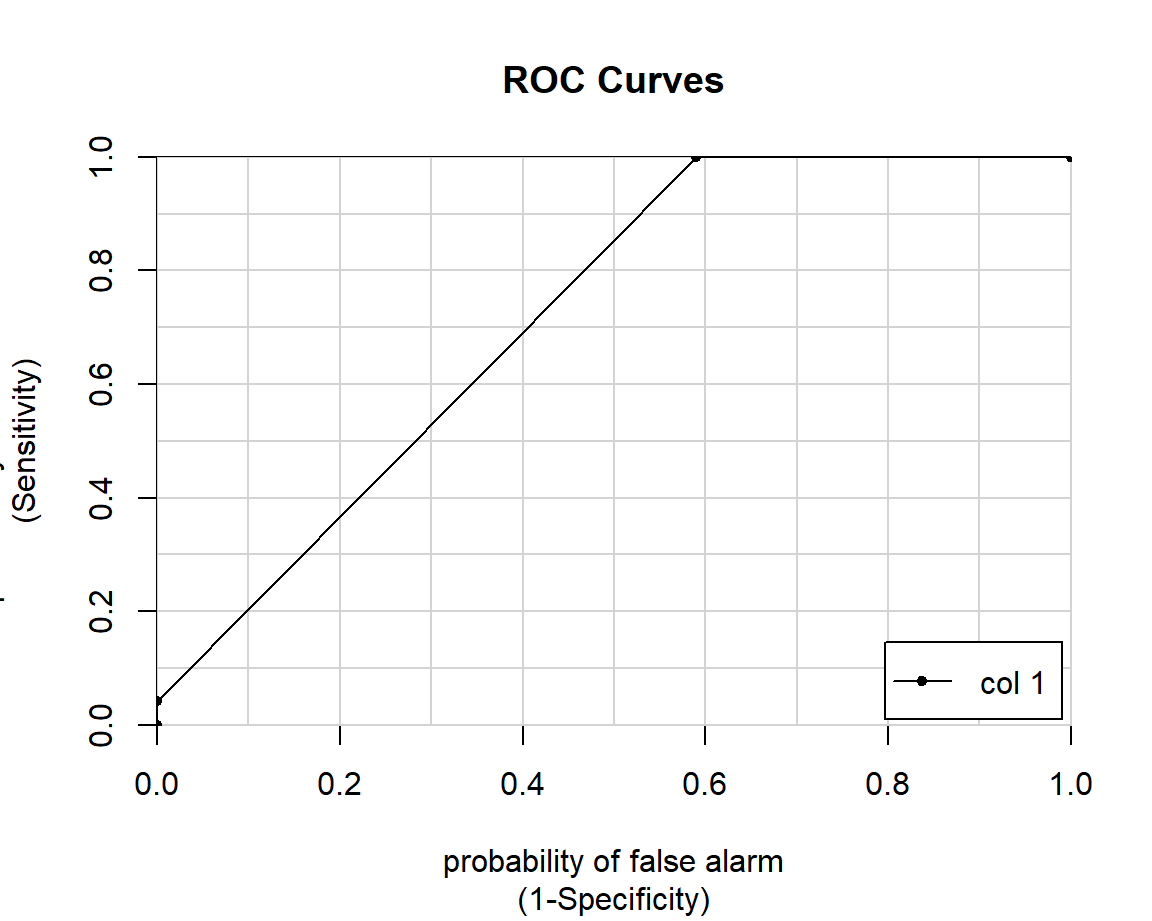 ROC Curves
(Sensitivity)
1.0
0.8
0.6
0.4
0.2
0.0
col 1
0.0 0.2 0.4 0.6 0.8 1.0
probability of false alarm
(1-Specificity)